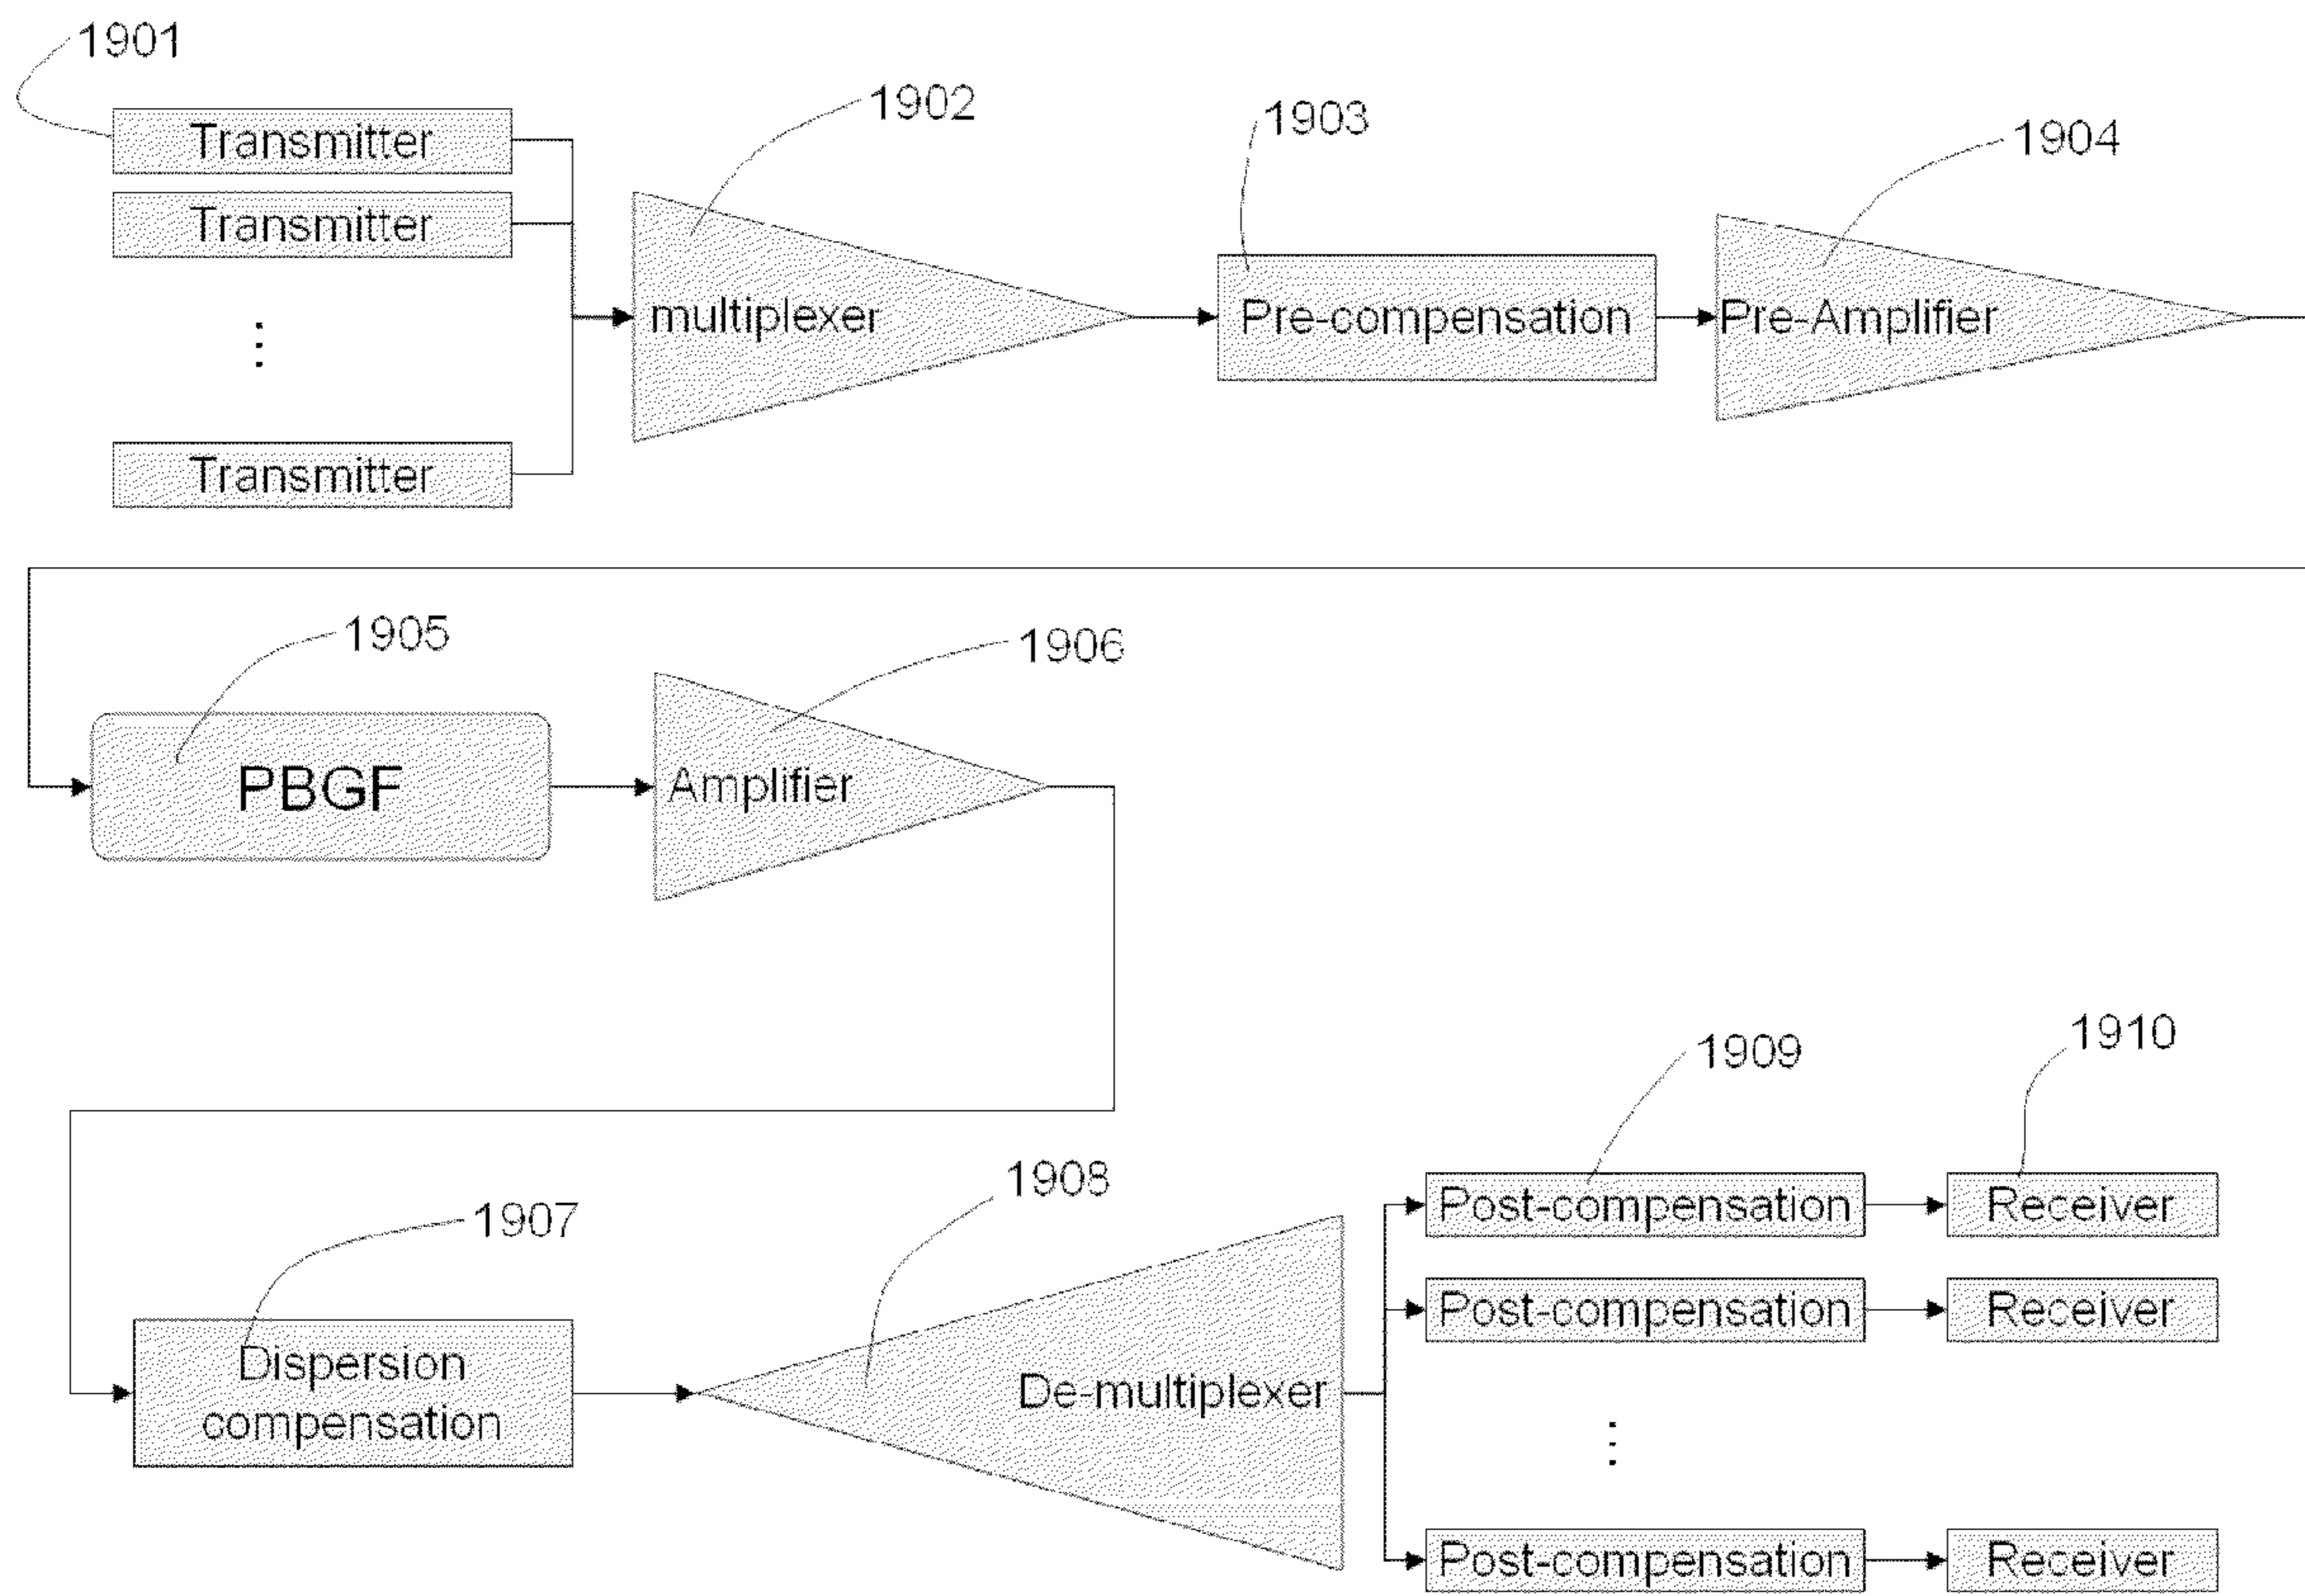 1901
1902
1903
1904
Transmitter
Transmitter
⋮
Transmitter
multiplexer
Pre-compensation
Pre-Amplifier
1905
1906
PBGF
Amplifier
1907
1908
1909
1910
Dispersion
compensation
De-multiplexer
Post-compensation
Receiver
Post-compensation
Receiver
⋮
Post-compensation
Receiver